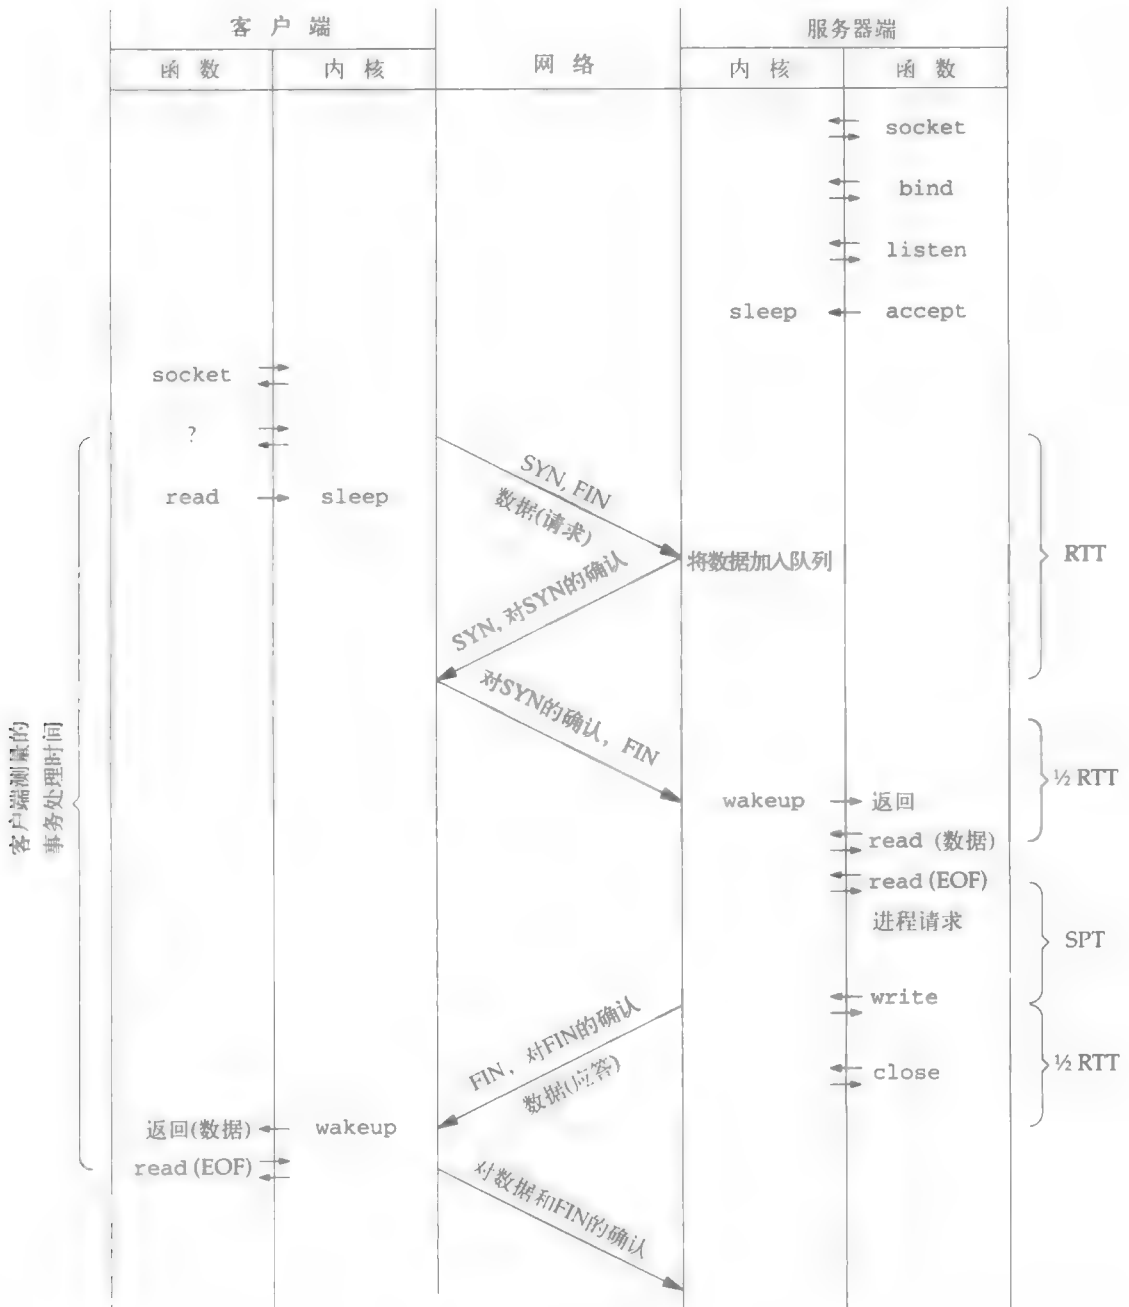 客 户 端
服务器端
函 数
内 核
网 络
内 核
函 数
socket
bind
listen
sleep
accept
socket
?
SYN, FIN
read
sleep
数据(请求)
将数据加入队列
RTT
SYN, 对SYN的确认
对SYN的确认, FIN
客户端测量的
事务处理时间
½ RTT
wakeup
返回
read (数据)
read (EOF)
进程请求
SPT
write
FIN, 对FIN的确认
数据(应答)
close
½ RTT
返回(数据)
wakeup
read (EOF)
对数据和FIN的确认